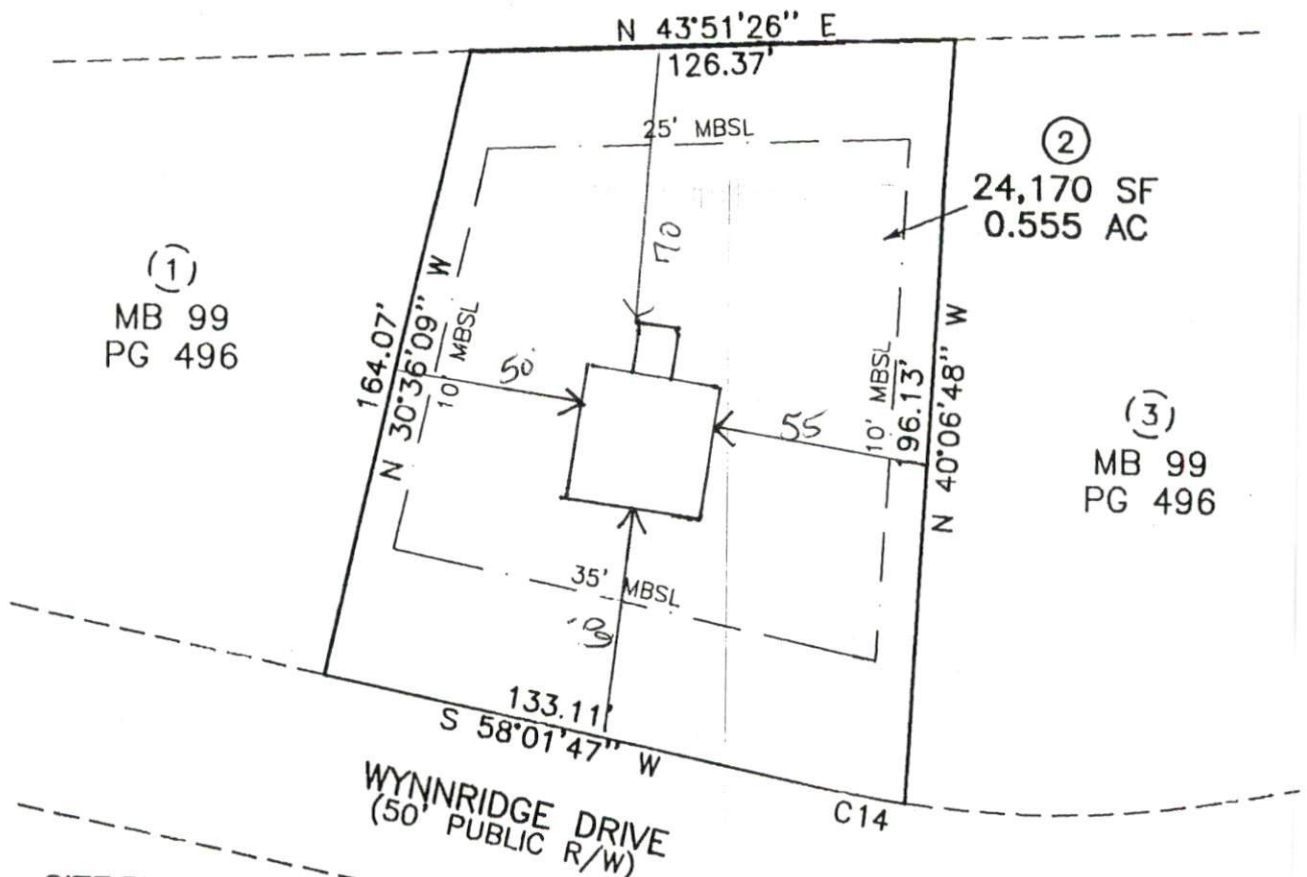 N 43°51'26" E
126.37'
25' MBSL
(2)
24,170 SF
0.555 AC
70
(1)
MB 99
PG 496
164.07'
N 30°36'09" W
10' MBSL
50'
55
10' MBSL
196.13'
N 40°06'48" W
(3)
MB 99
PG 496
35' MBSL
133.11'
S 58°01'47" W
C14
WYNNRIDGE DRIVE
(50' PUBLIC R/W)